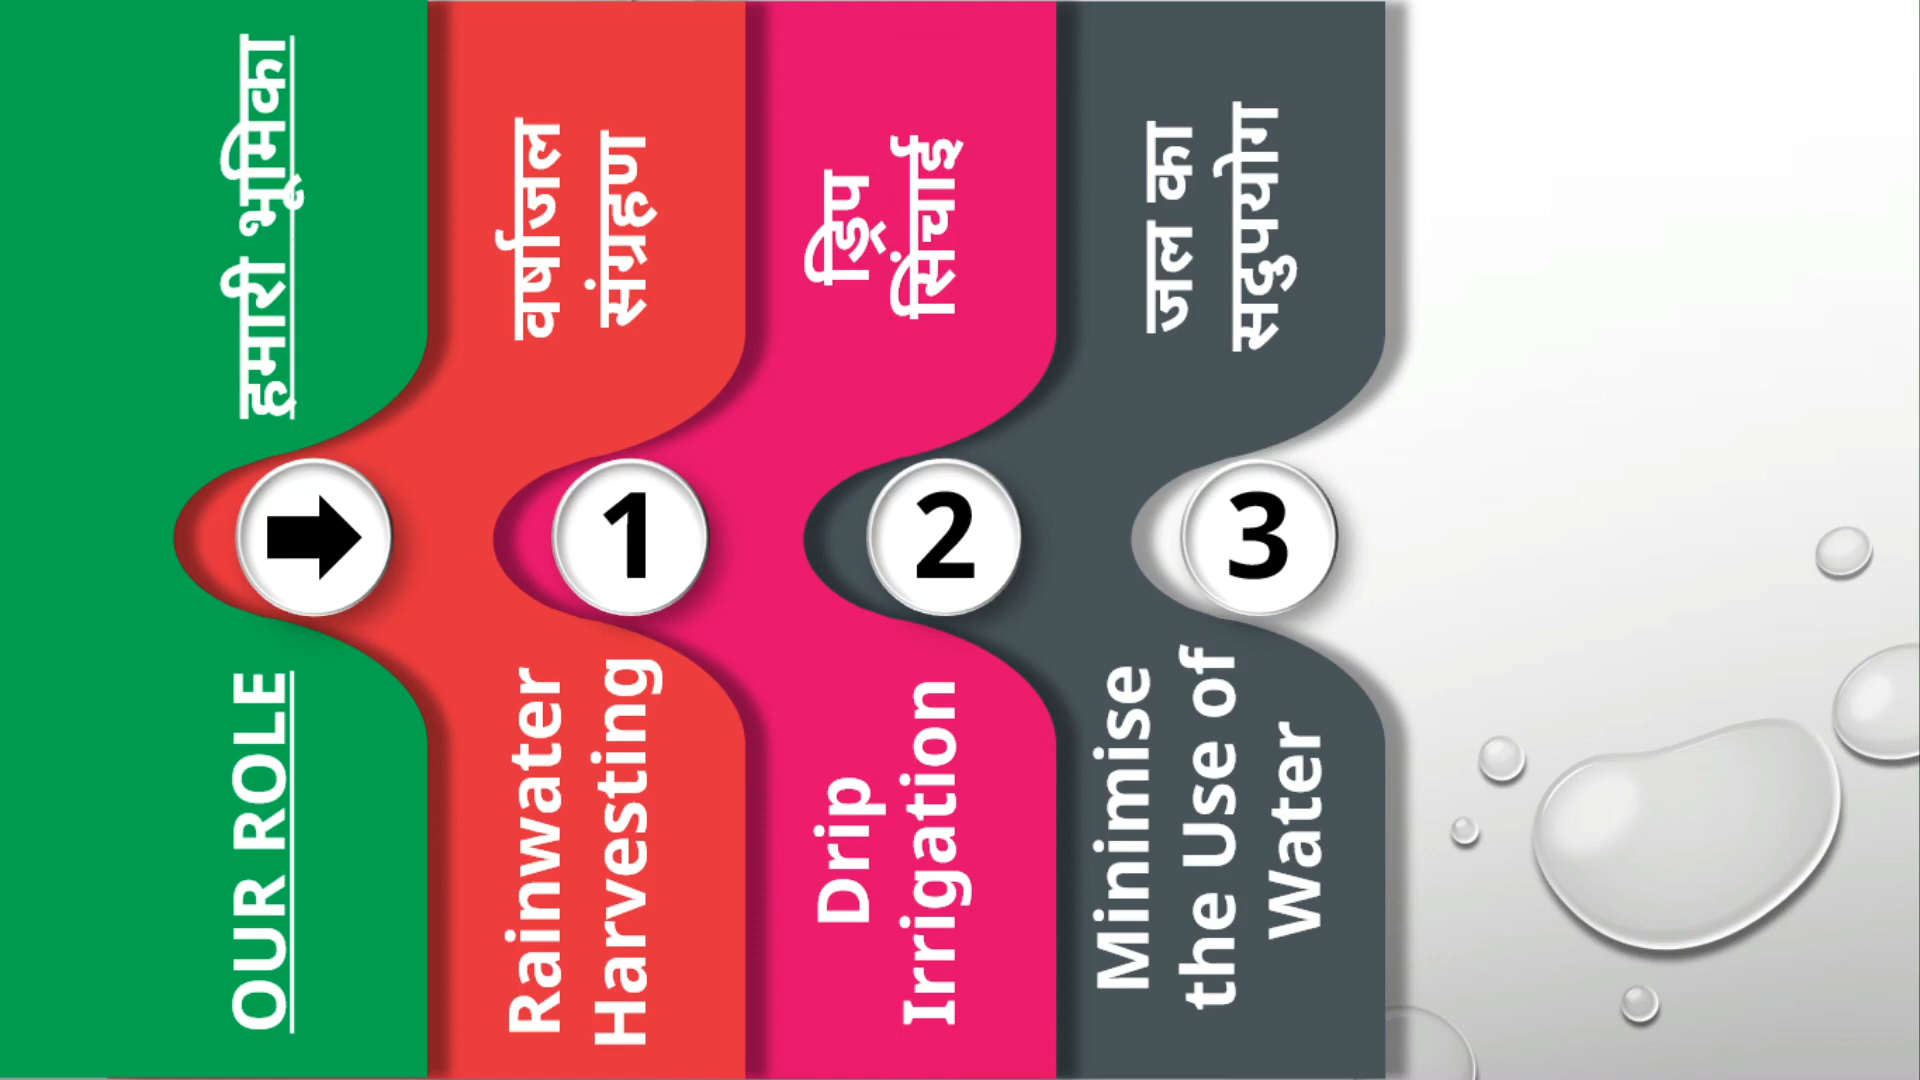 हमारी भूमिका
OUR ROLE
वर्षाजल
संग्रहण
1
Rainwater
Harvesting
ड्रिप
सिंचाई
2
Drip
Irrigation
जल का
सदुपयोग
3
Minimise
the Use of
Water